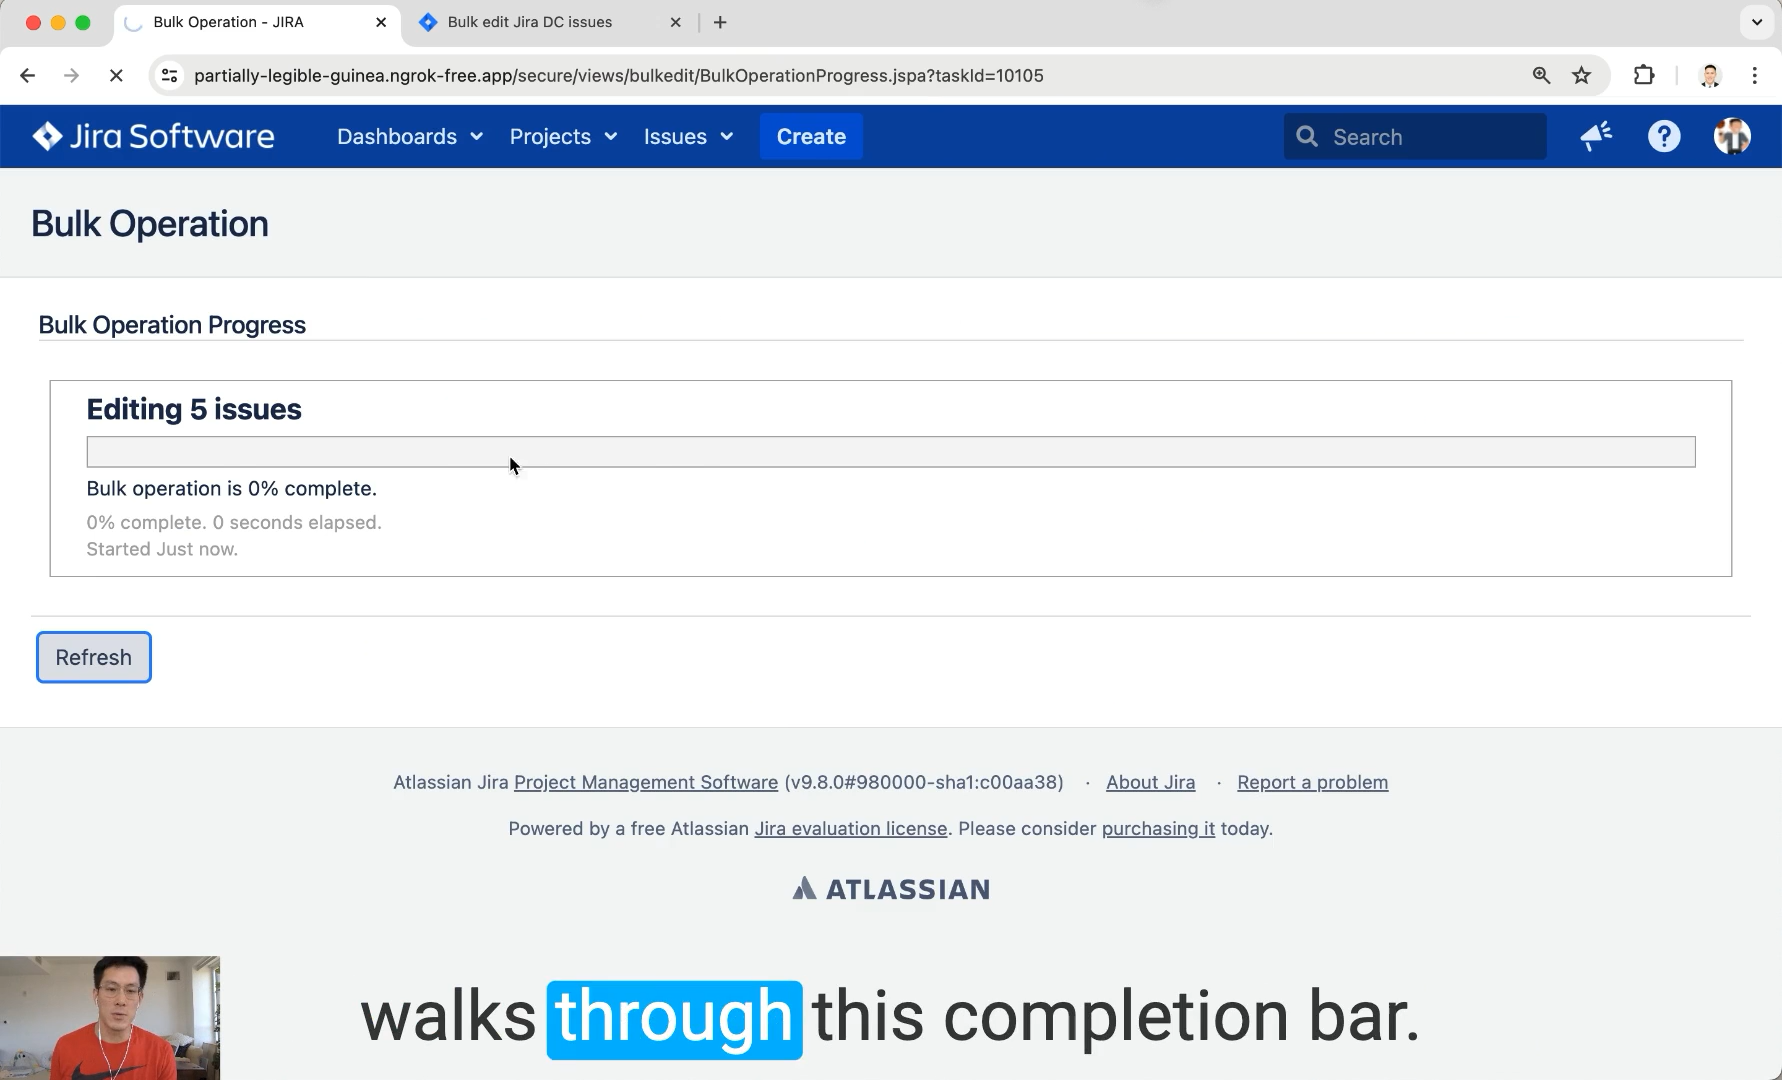 Bulk Operation - JIRA
Bulk edit Jira DC issues
partially-legible-guinea.ngrok-free.app/secure/views/bulkedit/BulkOperationProgress.jspa?taskId=10105
Jira Software Dashboards Projects Issues Create Search
Bulk Operation
Bulk Operation Progress
Editing 5 issues
Bulk operation is 0% complete.
0% complete. 0 seconds elapsed.
Started Just now.
Refresh
Atlassian Jira Project Management Software (v9.8.0#980000-sha1:c00aa38) · About Jira · Report a problem
Powered by a free Atlassian Jira evaluation license. Please consider purchasing it today.
ATLASSIAN
walks through this completion bar.